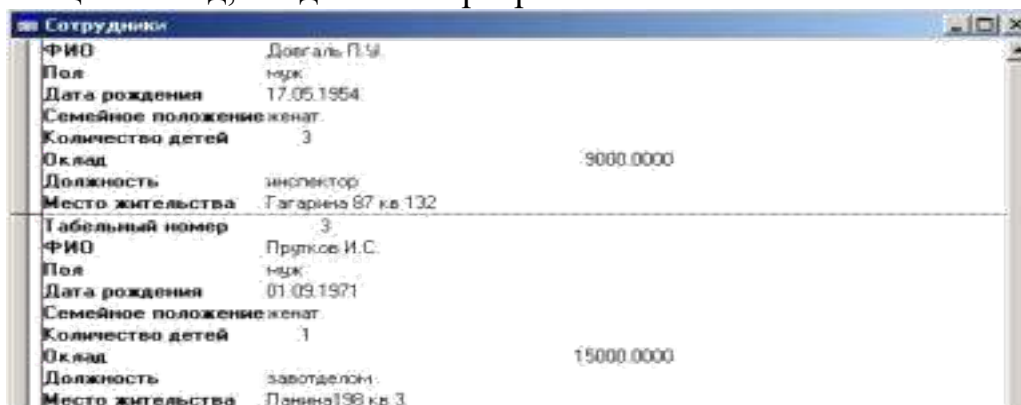 Сотрудники
ФИО Довгаль П.У.
Пол муж
Дата рождения 17.05.1954
Семейное положение женат
Количество детей 3
Оклад 9000.0000
Должность инспектор
Место жительства Гагарина 87 кв 132
Табельный номер 3
ФИО Прутков И.С.
Пол муж
Дата рождения 01.09.1971
Семейное положение женат
Количество детей 1
Оклад 15000.0000
Должность завотделом
Место жительства 198 кв 3